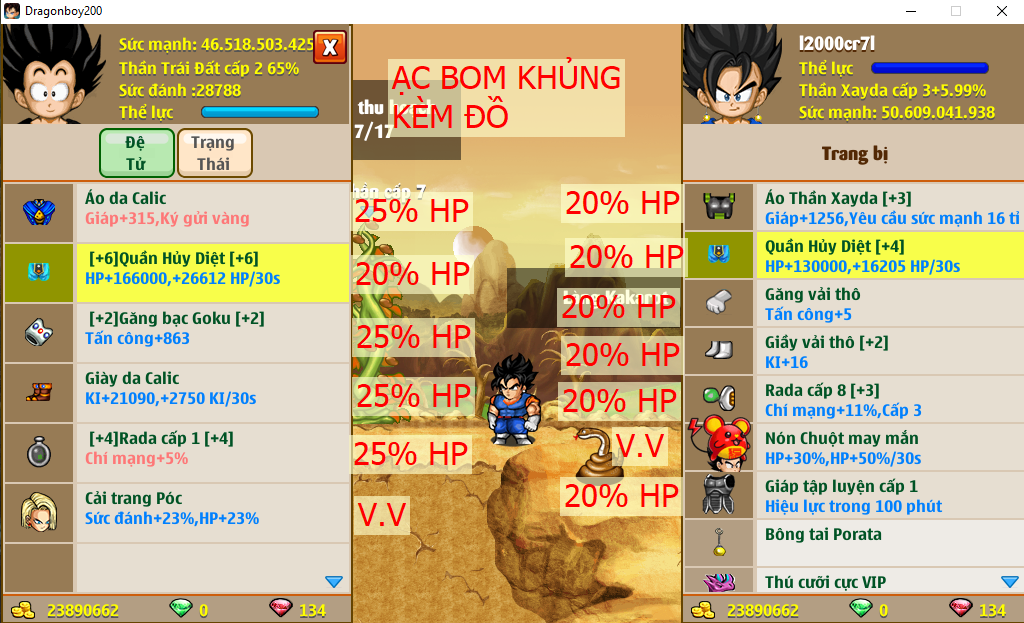 Dragonboy200
Sức mạnh: 46.518.503.425
X
Thần Trái Đất cấp 2 65%
Sức đánh :28788
Thể lực
Đệ
Tử
Trạng
Thái
Áo da Calic
Giáp+315,Ký gửi vàng
[+6]Quần Hủy Diệt [+6]
HP+166000,+26612 HP/30s
[+2]Găng bạc Goku [+2]
Tấn công+863
Giày da Calic
KI+21090,+2750 KI/30s
[+4]Rada cấp 1 [+4]
Chí mạng+5%
Cải trang Póc
Sức đánh+23%,HP+23%
23890662
0
134
ẠC BOM KHỦNG
KÈM ĐỒ
thu
7/17
cấp 7
25% HP
20% HP
25% HP
25% HP
25% HP
V.V
20% HP
20% HP
Làng Kakarot
20% HP
20% HP
20% HP
V.V
20% HP
l2000cr7l
Thể lực
Thần Xayda cấp 3+5.99%
Sức mạnh: 50.609.041.938
Trang bị
Áo Thần Xayda [+3]
Giáp+1256,Yêu cầu sức mạnh 16 ti
Quần Hủy Diệt [+4]
HP+130000,+16205 HP/30s
Găng vải thô
Tấn công+5
Giầy vải thô [+2]
KI+16
Rada cấp 8 [+3]
Chí mạng+11%,Cấp 3
Nón Chuột may mắn
HP+30%,HP+50%/30s
Giáp tập luyện cấp 1
Hiệu lực trong 100 phút
Bông tai Porata
Thú cưỡi cực VIP
23890662
0
134